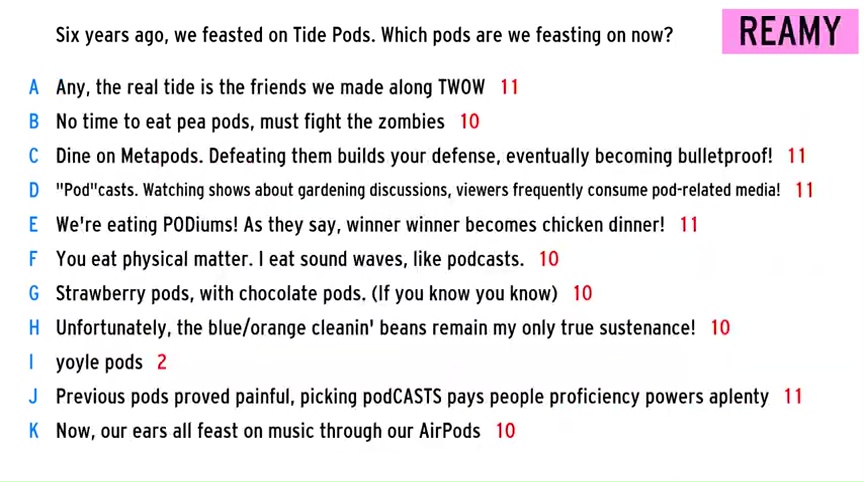 Six years ago, we feasted on Tide Pods. Which pods are we feasting on now?
REAMY
A Any, the real tide is the friends we made along TWOW 11
B No time to eat pea pods, must fight the zombies 10
C Dine on Metapods. Defeating them builds your defense, eventually becoming bulletproof! 11
D "Pod"casts. Watching shows about gardening discussions, viewers frequently consume pod-related media! 11
E We're eating PODiums! As they say, winner winner becomes chicken dinner! 11
F You eat physical matter. I eat sound waves, like podcasts. 10
G Strawberry pods, with chocolate pods. (If you know you know) 10
H Unfortunately, the blue/orange cleanin' beans remain my only true sustenance! 10
I yoyle pods 2
J Previous pods proved painful, picking podCASTS pays people proficiency powers aplenty 11
K Now, our ears all feast on music through our AirPods 10